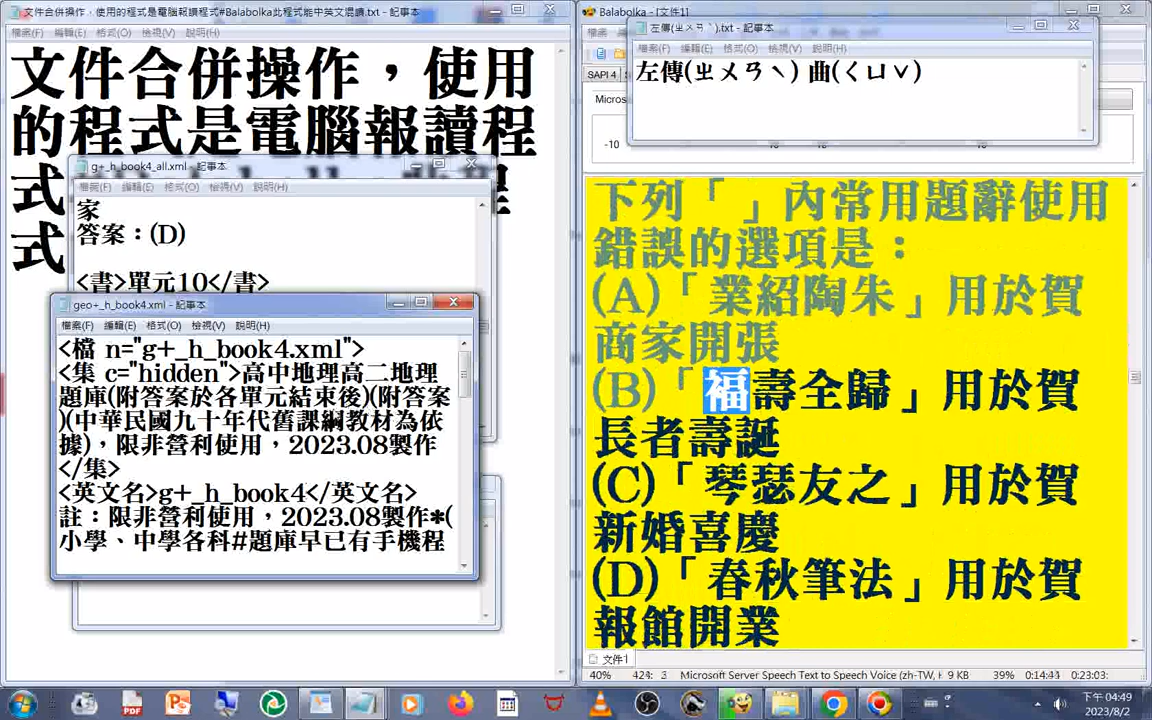 文件合併操作，使用的程式是電腦報讀程式#Balabolka此程式能中英文混讀.txt - 記事本
檔案(F) 編輯(E) 格式(O) 檢視(V) 說明(H)
文件合併操作，使用
的程式是電腦報讀程
式
程
式
g+_h_book4_all.xml - 記事本
檔案(F) 編輯(E) 格式(O) 檢視(V) 說明(H)
家
答案：(D)
<書>單元10</書>
geo+_h_book4.xml - 記事本
檔案(F) 編輯(E) 格式(O) 檢視(V) 說明(H)
<檔 n="g+_h_book4.xml">
<集 c="hidden">高中地理高二地理
題庫(附答案於各單元結束後)(附答案
)(中華民國九十年代舊課綱教材為依
據)，限非營利使用，2023.08製作
</集>
<英文名>g+_h_book4</英文名>
註：限非營利使用，2023.08製作*(
小學、中學各科#題庫早已有手機程
Balabolka - [文件1]
檔案
左傳(ㄓㄨㄢˋ).txt - 記事本
檔案(F) 編輯(E) 格式(O) 檢視(V) 說明(H)
左傳(ㄓㄨㄢˋ) 曲(ㄑㄩˇ)
SAPI 4
Micros
-10
下列「 」內常用題辭使用
錯誤的選項是：
(A)「業紹陶朱」用於賀
商家開張
(B)「福壽全歸」用於賀
長者壽誕
(C)「琴瑟友之」用於賀
新婚喜慶
(D)「春秋筆法」用於賀
報館開業
文件1
40% 424: 3 Microsoft Server Speech Text to Speech Voice (zh-TW, 9 KB 39% 0:14:44 0:23:03
下午 04:49
2023/8/2